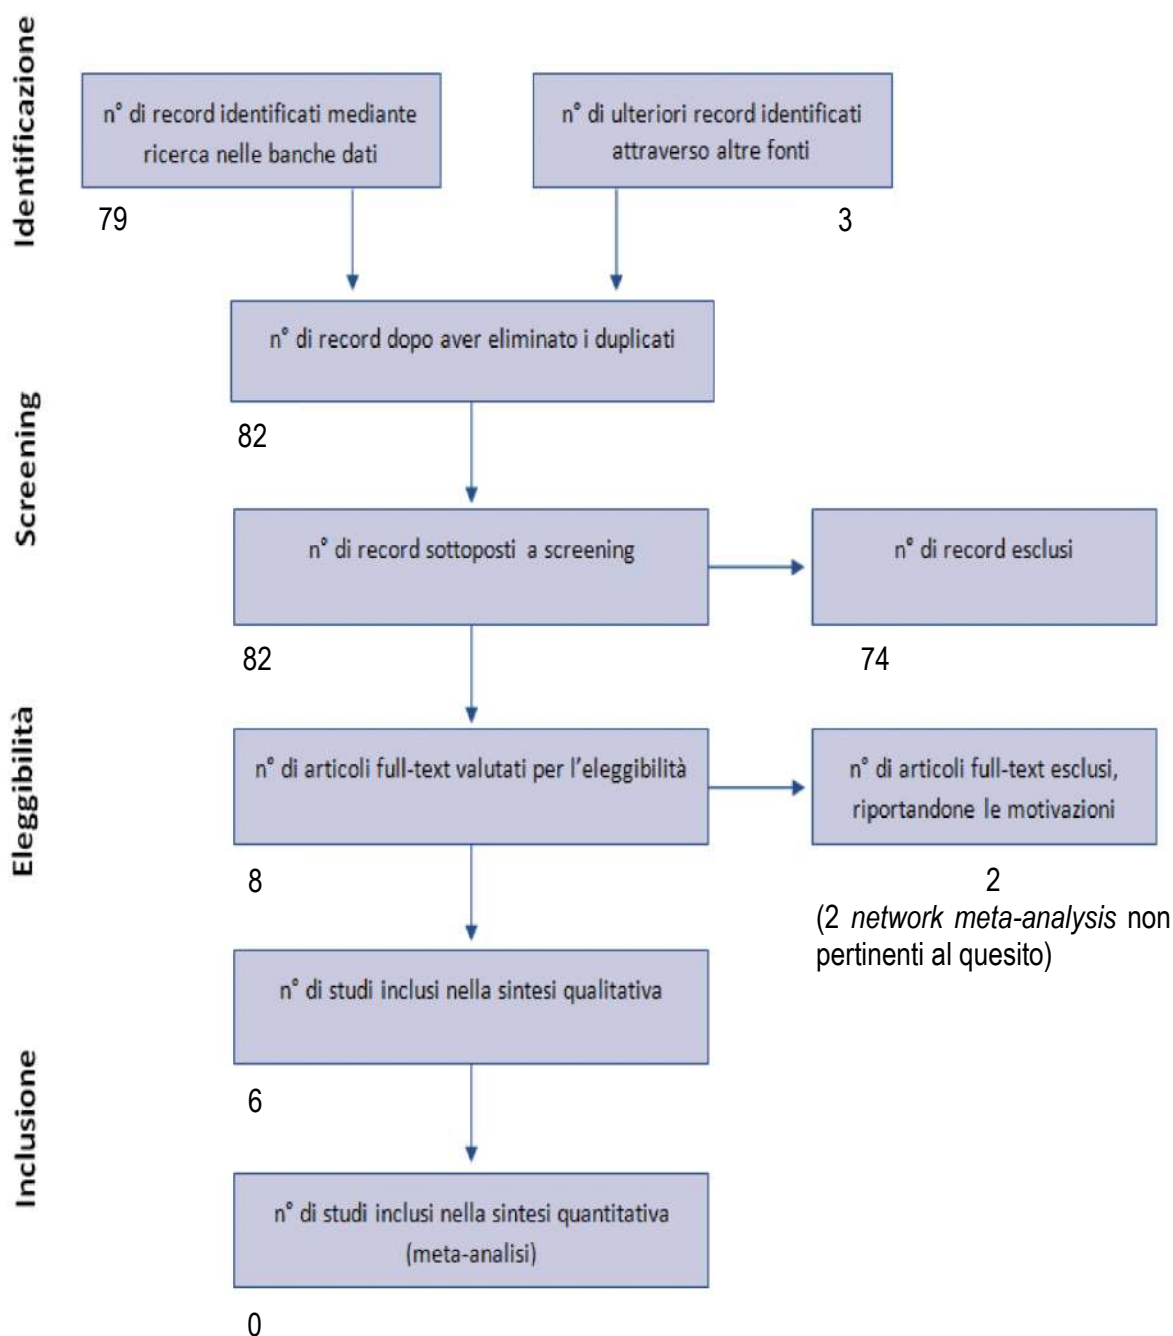 Identificazione
n° di record identificati mediante
ricerca nelle banche dati
79
n° di ulteriori record identificati
attraverso altre fonti
3
n° di record dopo aver eliminato i duplicati
82
Screening
n° di record sottoposti a screening
82
n° di record esclusi
74
Eleggibilità
n° di articoli full-text valutati per l'eleggibilità
8
n° di articoli full-text esclusi,
riportandone le motivazioni
2
(2 network meta-analysis non
pertinenti al quesito)
Inclusione
n° di studi inclusi nella sintesi qualitativa
6
n° di studi inclusi nella sintesi quantitativa
(meta-analisi)
0